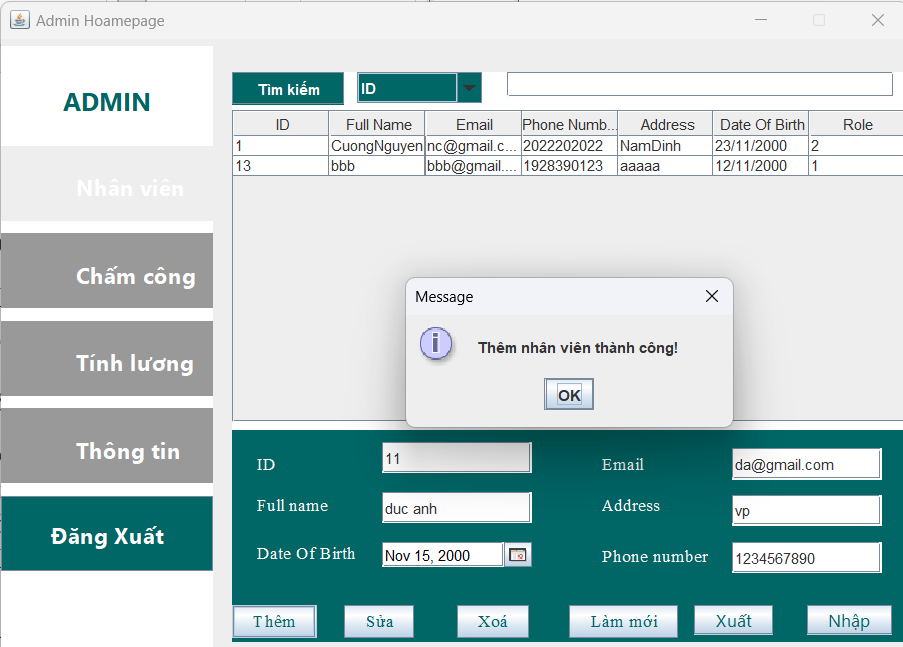 Admin Hoamepage
ADMIN
Nhân viên
Chấm công
Tính lương
Thông tin
Đăng Xuất
Tìm kiếm ID
ID Full Name Email Phone Numb... Address Date Of Birth Role
1 CuongNguyen nc@gmail.c... 2022202022 NamDinh 23/11/2000 2
13 bbb bbb@gmail.... 1928390123 aaaaa 12/11/2000 1
Message
Thêm nhân viên thành công!
OK
ID 11 Email da@gmail.com
Full name duc anh Address vp
Date Of Birth Nov 15, 2000 Phone number 1234567890
Thêm Sửa Xoá Làm mới Xuất Nhập